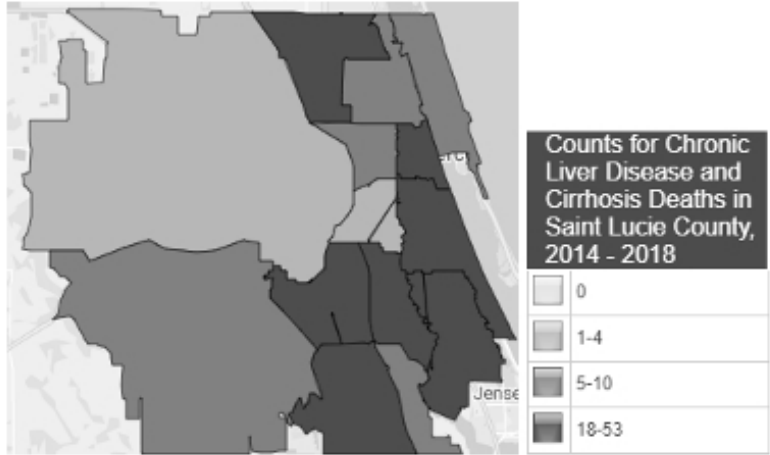 Counts for Chronic
Liver Disease and
Cirrhosis Deaths in
Saint Lucie County,
2014 - 2018
0
1-4
5-10
18-53
Jense